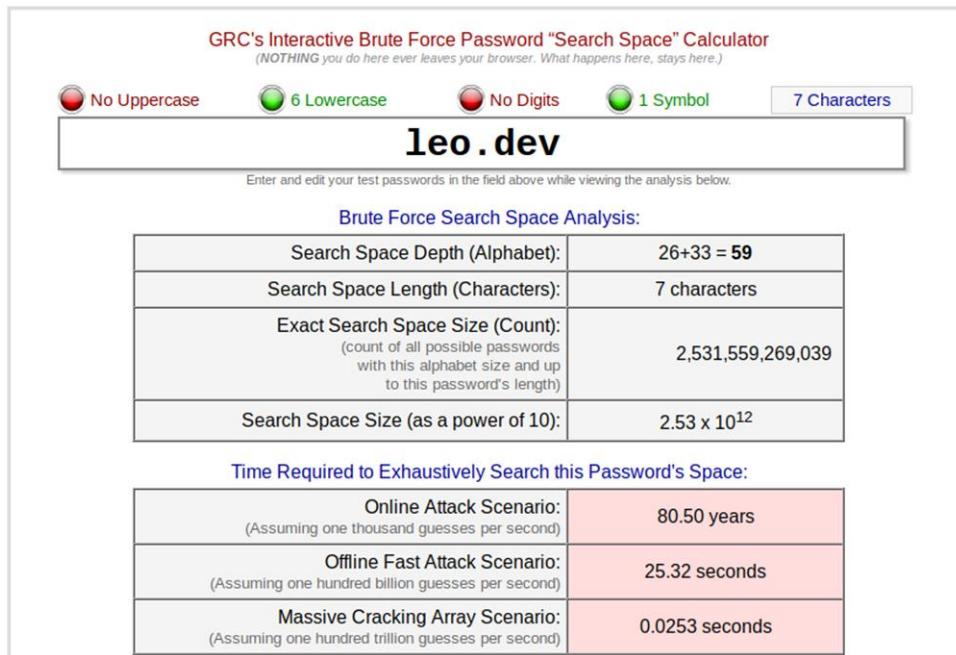 GRC's Interactive Brute Force Password “Search Space” Calculator
(NOTHING you do here ever leaves your browser. What happens here, stays here.)
No Uppercase 6 Lowercase No Digits 1 Symbol 7 Characters
leo.dev
Enter and edit your test passwords in the field above while viewing the analysis below.
Brute Force Search Space Analysis:
Search Space Depth (Alphabet): 26+33 = 59
Search Space Length (Characters): 7 characters
Exact Search Space Size (Count):
(count of all possible passwords
with this alphabet size and up
to this password's length)
2,531,559,269,039
Search Space Size (as a power of 10): 2.53 x 10¹²
Time Required to Exhaustively Search this Password's Space:
Online Attack Scenario:
(Assuming one thousand guesses per second)
80.50 years
Offline Fast Attack Scenario:
(Assuming one hundred billion guesses per second)
25.32 seconds
Massive Cracking Array Scenario:
(Assuming one hundred trillion guesses per second)
0.0253 seconds